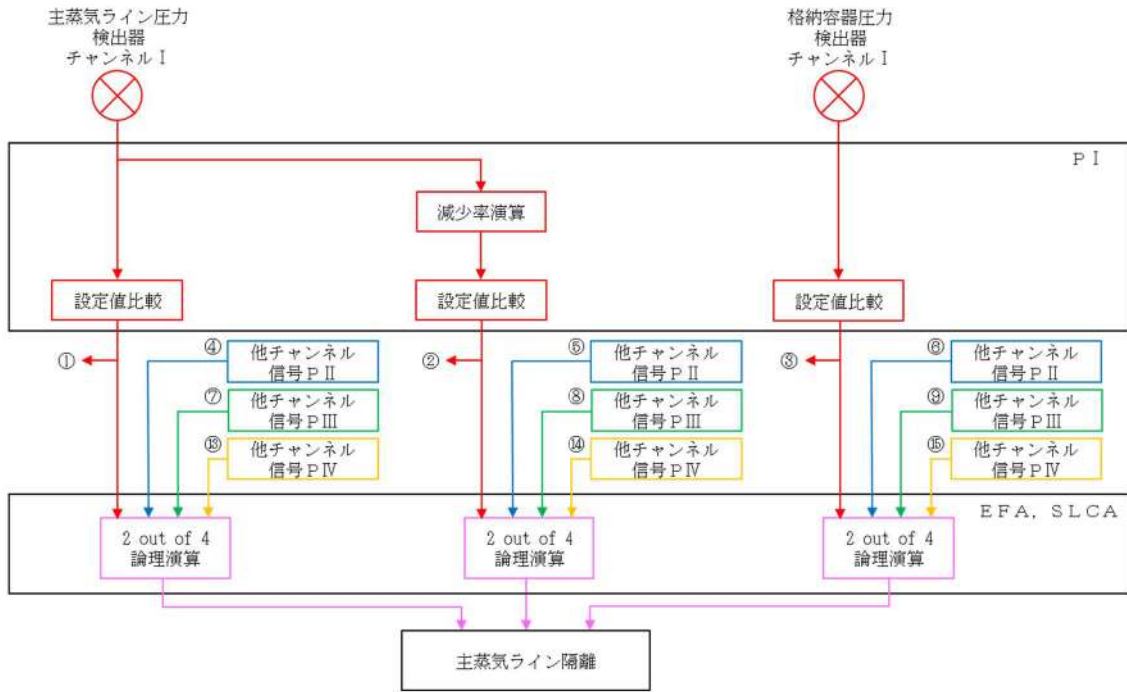 主蒸気ライン圧力
検出器
チャンネルⅠ
格納容器圧力
検出器
チャンネルⅠ
PⅠ
減少率演算
設定値比較
設定値比較
設定値比較
①
④
他チャンネル
信号PⅡ
⑦
他チャンネル
信号PⅢ
⑬
他チャンネル
信号PⅣ
②
⑤
他チャンネル
信号PⅡ
⑧
他チャンネル
信号PⅢ
⑭
他チャンネル
信号PⅣ
③
⑥
他チャンネル
信号PⅡ
⑨
他チャンネル
信号PⅢ
⑮
他チャンネル
信号PⅣ
EFA, SLCA
2 out of 4
論理演算
2 out of 4
論理演算
2 out of 4
論理演算
主蒸気ライン隔離